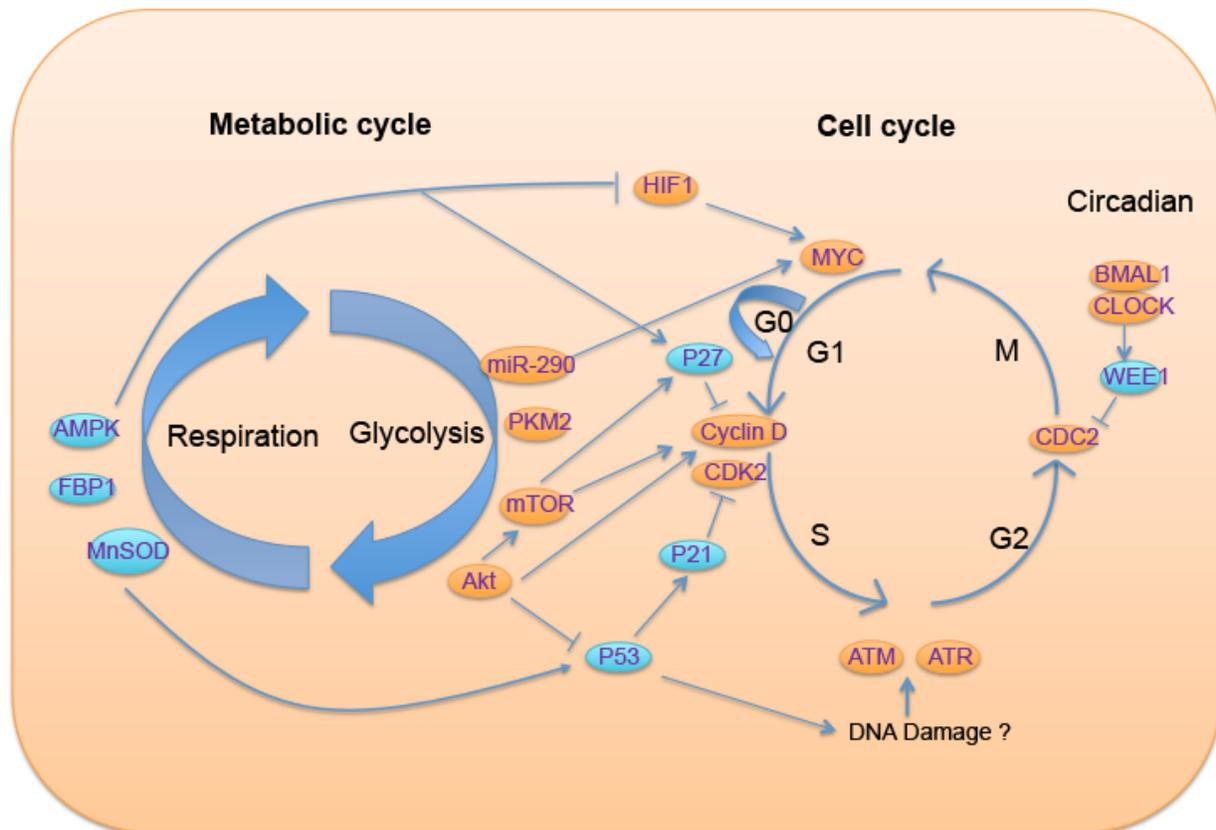 Metabolic cycle
Cell cycle
HIF1
Circadian
MYC
BMAL1
CLOCK
G0
G1
M
miR-290
P27
WEE1
AMPK
PKM2
Respiration
Glycolysis
Cyclin D
CDC2
CDK2
FBP1
mTOR
S
G2
MnSOD
P21
Akt
P53
ATM
ATR
DNA Damage ?